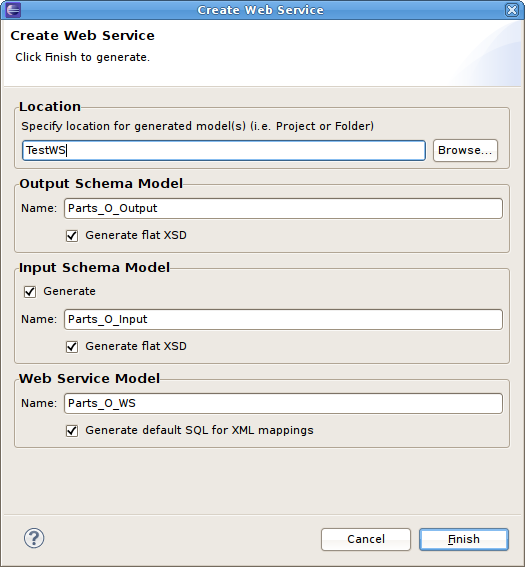 Create Web Service
Create Web Service
Click Finish to generate.
Location
Specify location for generated model(s) (i.e. Project or Folder)
TestWS
Browse...
Output Schema Model
Name: Parts_O_Output
Generate flat XSD
Input Schema Model
Generate
Name: Parts_O_Input
Generate flat XSD
Web Service Model
Name: Parts_O_WS
Generate default SQL for XML mappings
?
Cancel
Finish